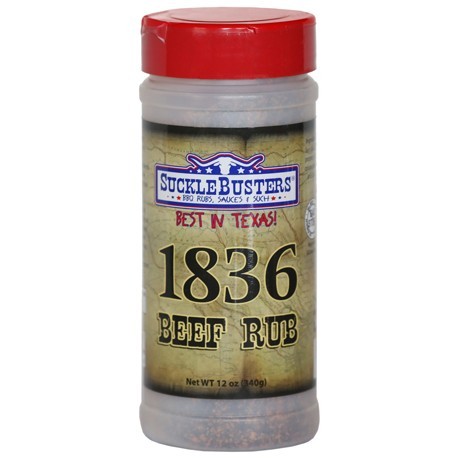 SUCKLEBUSTERS®
BBQ RUBS, SAUCES & SUCH
BEST IN TEXAS!
1836
BEEF RUB
Net WT 12 oz (340g)